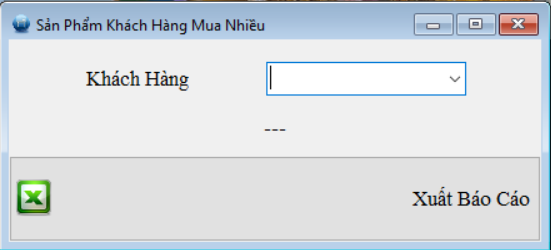 Sản Phẩm Khách Hàng Mua Nhiều
Khách Hàng
---
Xuất Báo Cáo